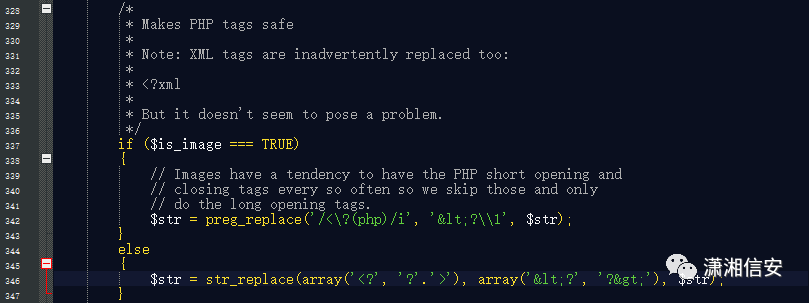 328 /*
329 * Makes PHP tags safe
330 *
331 * Note: XML tags are inadvertently replaced too:
332 *
333 * <?xml
334 *
335 * But it doesn't seem to pose a problem.
336 */
337 if ($is_image === TRUE)
338 {
339 // Images have a tendency to have the PHP short opening and
340 // closing tags every so often so we skip those and only
341 // do the long opening tags.
342 $str = preg_replace('/<\?(php)/i', '&lt;?\\1', $str);
343 }
344 else
345 {
346 $str = str_replace(array('<?', '?'.'>'), array('&lt;?', '?&gt;'), $str);
347 }
潇湘信安